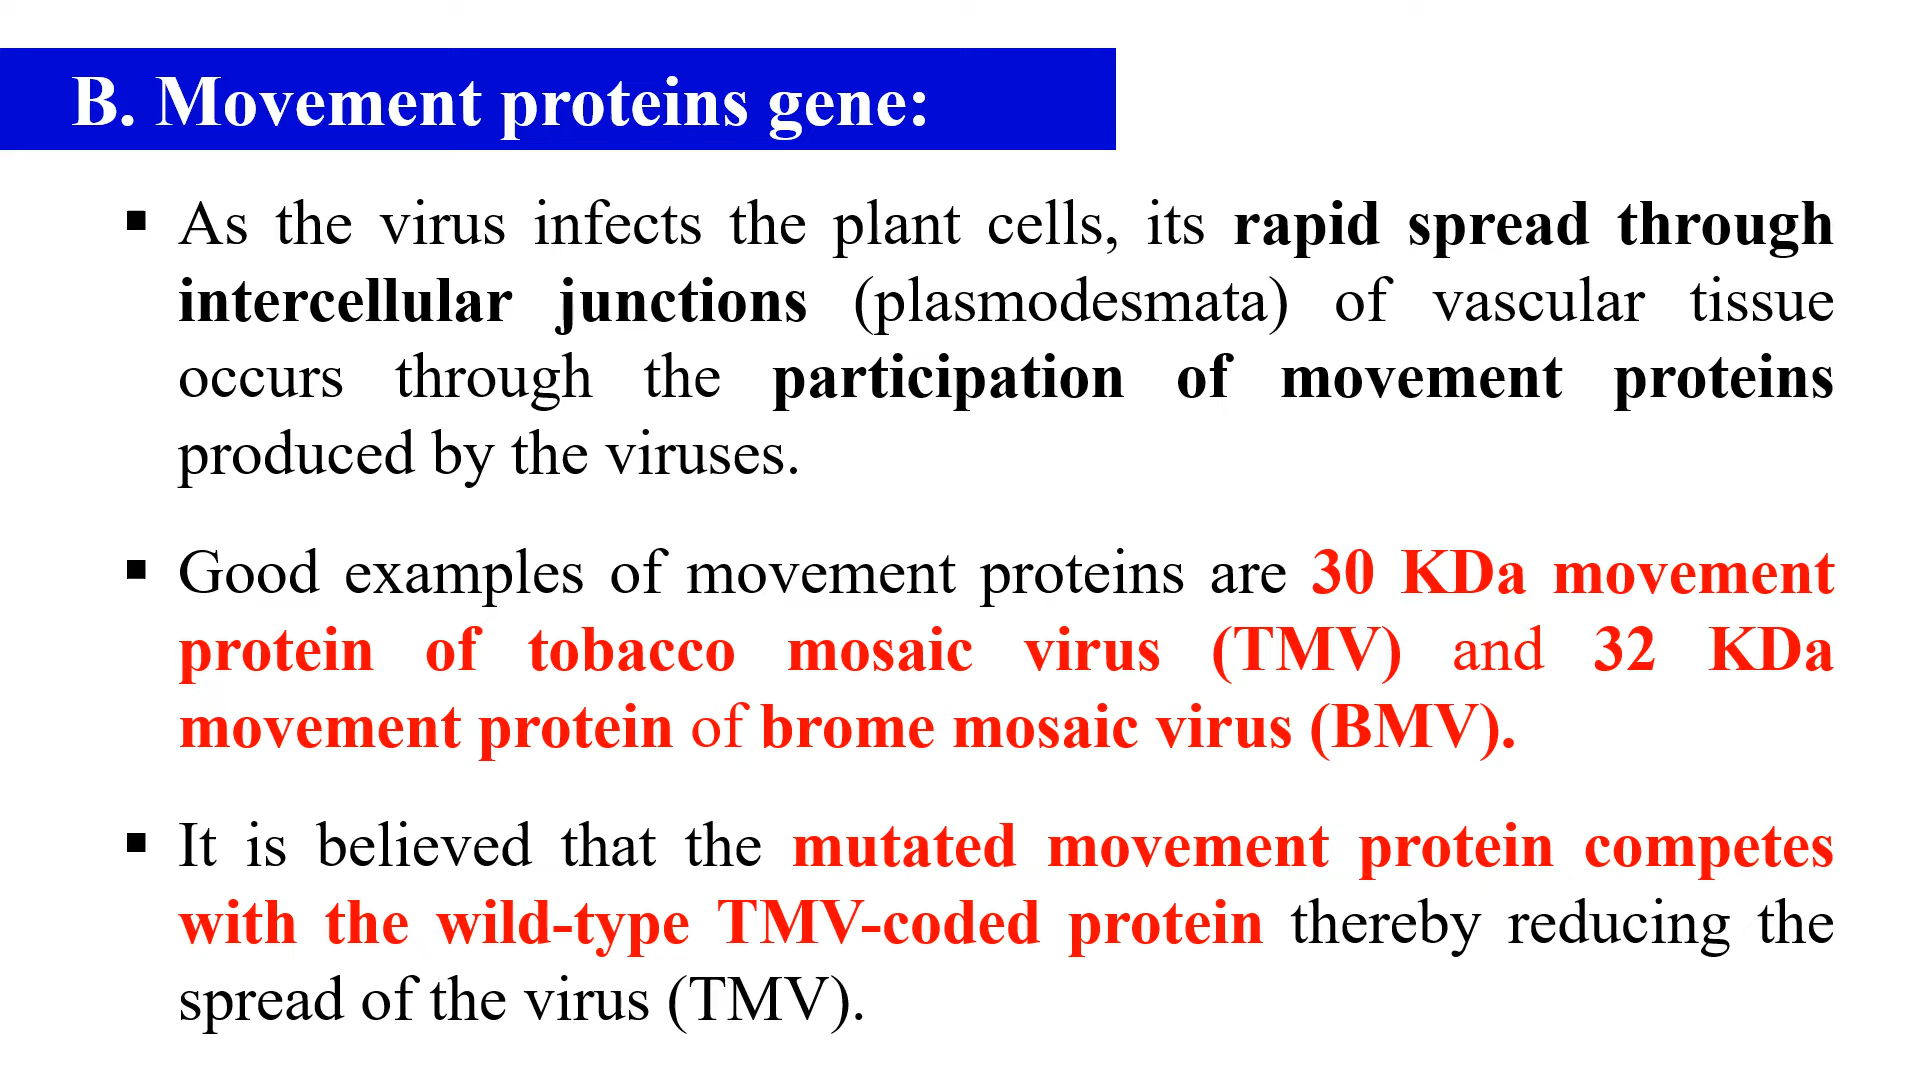 B. Movement proteins gene:
▪ As the virus infects the plant cells, its rapid spread through
intercellular junctions (plasmodesmata) of vascular tissue
occurs through the participation of movement proteins
produced by the viruses.
▪ Good examples of movement proteins are 30 KDa movement
protein of tobacco mosaic virus (TMV) and 32 KDa
movement protein of brome mosaic virus (BMV).
▪ It is believed that the mutated movement protein competes
with the wild-type TMV-coded protein thereby reducing the
spread of the virus (TMV).